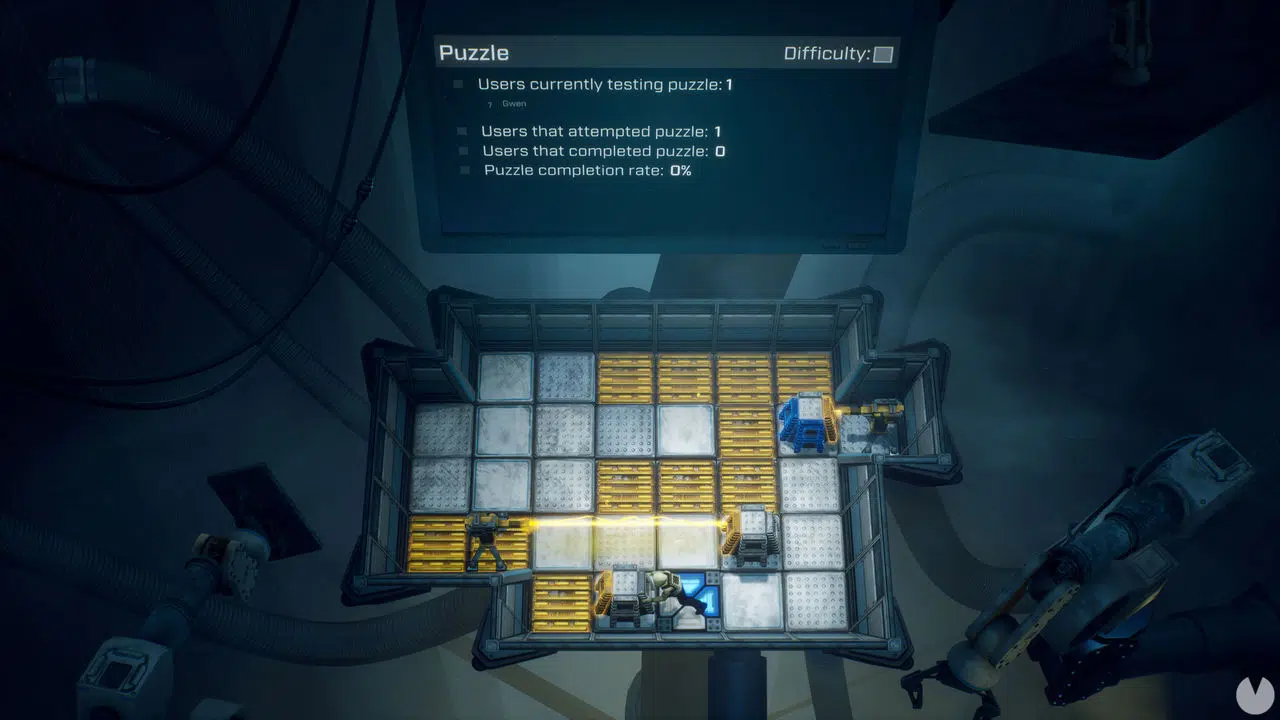 Puzzle
Difficulty:
Users currently testing puzzle: 1
? Gwen
Users that attempted puzzle: 1
Users that completed puzzle: 0
Puzzle completion rate: 0%